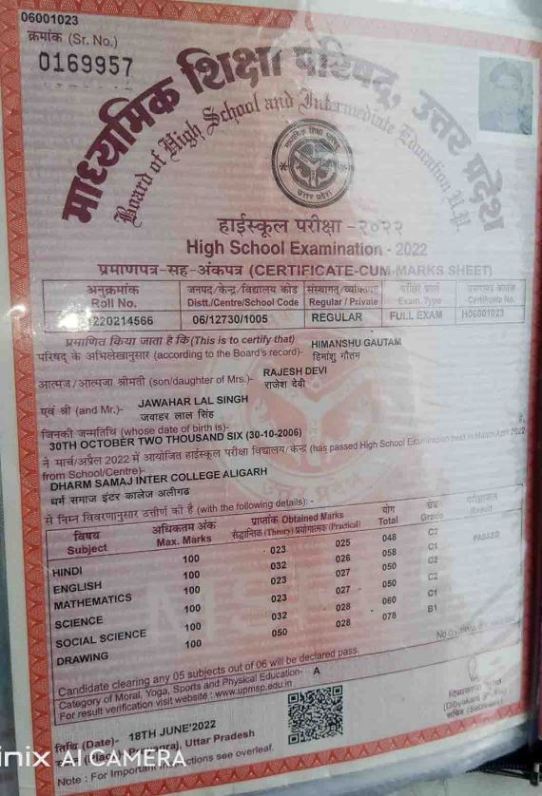 06001023
क्रमांक (Sr. No.)
0169957
माध्यमिक शिक्षा परिषद, उत्तर प्रदेश
Board of High School and Intermediate Education U.P.
हाईस्कूल परीक्षा -२०२२
High School Examination - 2022
प्रमाणपत्र-सह-अंकपत्र (CERTIFICATE-CUM-MARKS SHEET)
अनुक्रमांक जनपद/केन्द्र/विद्यालय कोड संस्थागत/व्यक्तिगत
Roll No. Distt./Centre/School Code Regular / Private Exam. Type Certificate No.
1220214566 06/12730/1005 REGULAR FULL EXAM H06001023
प्रमाणित किया जाता है कि(This is to certify that) HIMANSHU GAUTAM
परिषद् के अभिलेखानुसार (according to the Board's record)- हिमांशु गौतम
आत्मज/आत्मजा श्रीमती (son/daughter of Mrs.)- RAJESH DEVI
राजेश देवी
एवं श्री (and Mr.)- JAWAHAR LAL SINGH
जवाहर लाल सिंह
जिनकी जन्मतिथि (whose date of birth is)-
30TH OCTOBER TWO THOUSAND SIX (30-10-2006)
ने मार्च/अप्रैल 2022 में आयोजित हाईस्कूल परीक्षा विद्यालय/केन्द्र (has passed High School Examination held in March-April 2022
from School/Centre)-
DHARM SAMAJ INTER COLLEGE ALIGARH
धर्म समाज इंटर कालेज अलीगढ
से निम्न विवरणानुसार उत्तीर्ण की है (with the following details): -
विषय अधिकतम अंक प्राप्तांक Obtained Marks योग ग्रेड परीक्षाफल
Subject Max. Marks सैद्धान्तिक (Theory) प्रयोगात्मक (Practical) Total Grade Result
HINDI 100 023 025 048 C2 PASSED
ENGLISH 100 032 026 058 C1
MATHEMATICS 100 023 027 050 C2
SCIENCE 100 023 027 050 C2
SOCIAL SCIENCE 100 032 028 060 C1
DRAWING 100 050 028 078 B1
Candidate clearing any 05 subjects out of 06 will be declared pass.
Category of Moral, Yoga, Sports and Physical Education- A
For result verification visit website : www.upmsp.edu.in
तिथि (Date)- 18TH JUNE'2022
Uttar Pradesh
Note : For Important instructions see overleaf.
सचिव (Secretary)
inix AI CAMERA